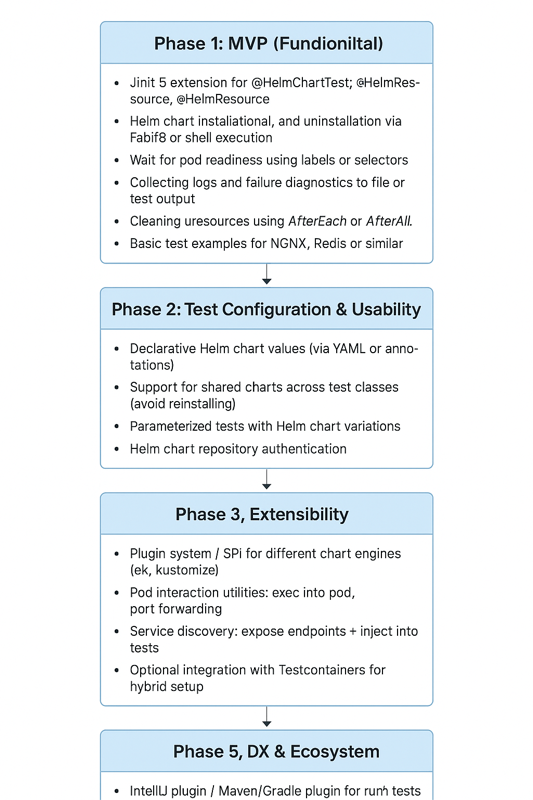 Phase 1: MVP (Fundioniltal)
• Jinit 5 extension for @HelmChartTest; @HelmRes-
source, @HelmResource
• Helm chart instaliational, and uninstallation via
Fabif8 or shell execution
• Wait for pod readiness using labels or selectors
• Collecting logs and failure diagnostics to file or
test output
• Cleaning uresources using AfterEach or AfterAll.
• Basic test examples for NGNX, Redis or similar
Phase 2: Test Configuration & Usability
• Declarative Helm chart values (via YAML or anno-
tations)
• Support for shared charts across test classes
(avoid reinstalling)
• Parameterized tests with Helm chart variations
• Helm chart repository authentication
Phase 3, Extensibility
• Plugin system / SPi for different chart engines
(ek, kustomize)
• Pod interaction utilities: exec into pod,
port forwarding
• Service discovery: expose endpoints + inject into
tests
• Optional integration with Testcontainers for
hybrid setup
Phase 5, DX & Ecosystem
• IntellIJ plugin / Maven/Gradle plugin for run tests